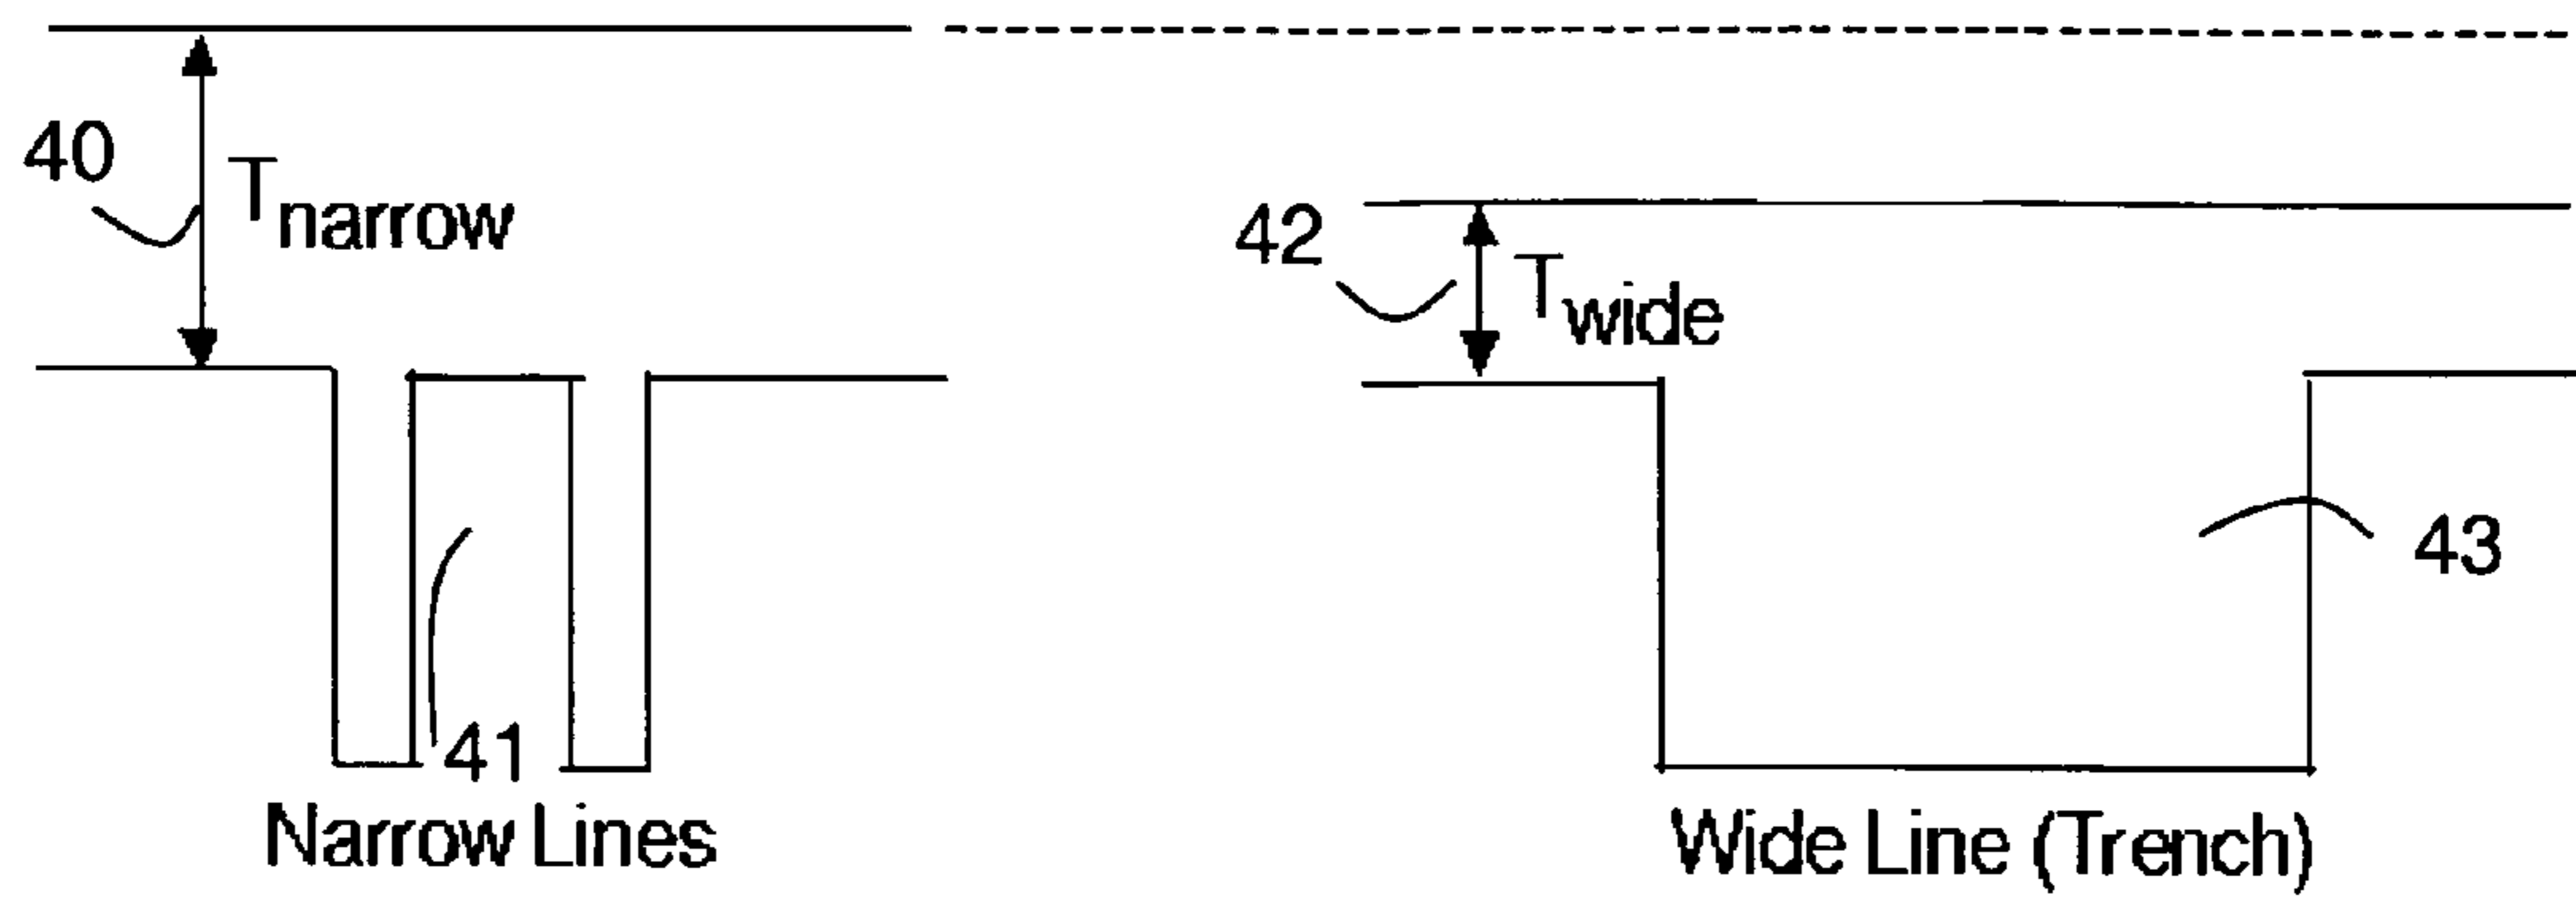 40
Tnarrow
42
Twide
43
41
Narrow Lines
Wide Line (Trench)